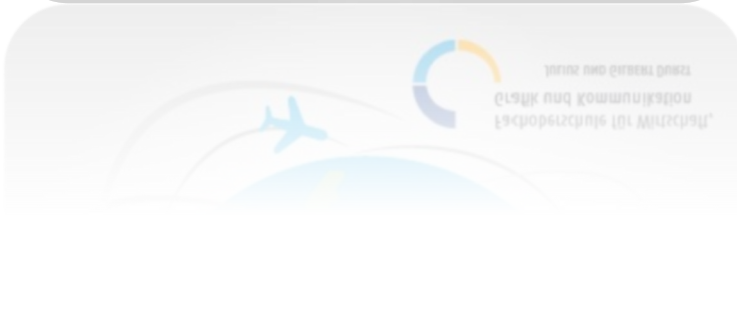 Fachoberschule für Wirtschaft,
Grafik und Kommunikation
JULIUS UND GILBERT DURST